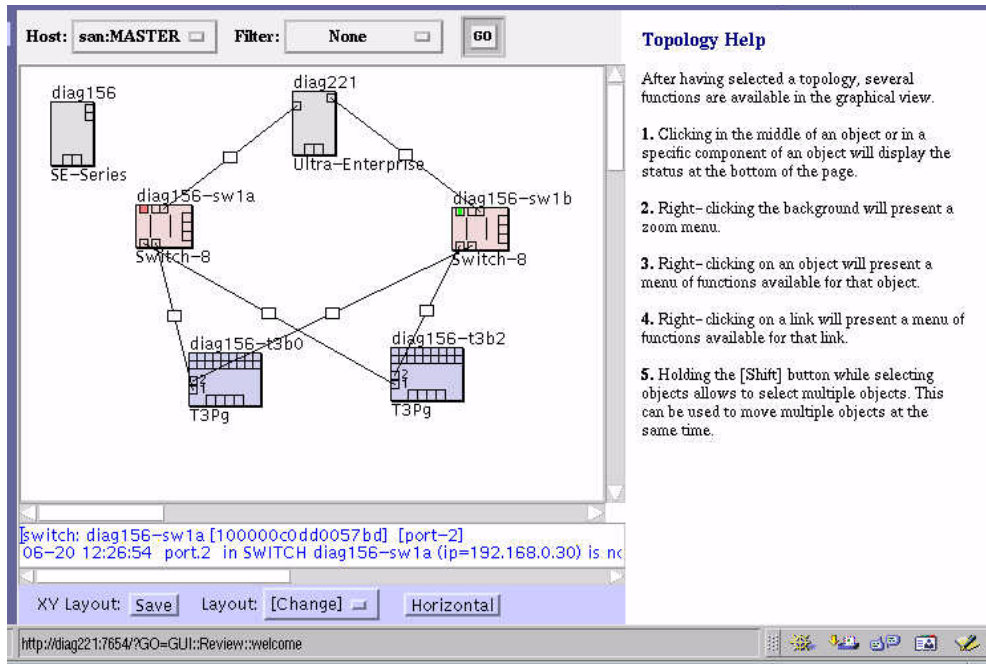 Host: san:MASTER Filter: None GO
diag156
SE-Series
diag221
Ultra-Enterprise
diag156-sw1a
Switch-8
diag156-sw1b
Switch-8
diag156-t3b0
2
1
T3Pg
diag156-t3b2
2
1
T3Pg
switch: diag156-sw1a [100000c0dd0057bd] [port-2]
06-20 12:26:54 port.2 in SWITCH diag156-sw1a (ip=192.168.0.30) is no
XY Layout: Save Layout: [Change] Horizontal
Topology Help
After having selected a topology, several
functions are available in the graphical view.
1. Clicking in the middle of an object or in a
specific component of an object will display the
status at the bottom of the page.
2. Right-clicking the background will present a
zoom menu.
3. Right-clicking on an object will present a
menu of functions available for that object.
4. Right-clicking on a link will present a menu of
functions available for that link.
5. Holding the [Shift] button while selecting
objects allows to select multiple objects. This
can be used to move multiple objects at the
same time.
http://diag221:7654/?GO=GUI::Review::welcome